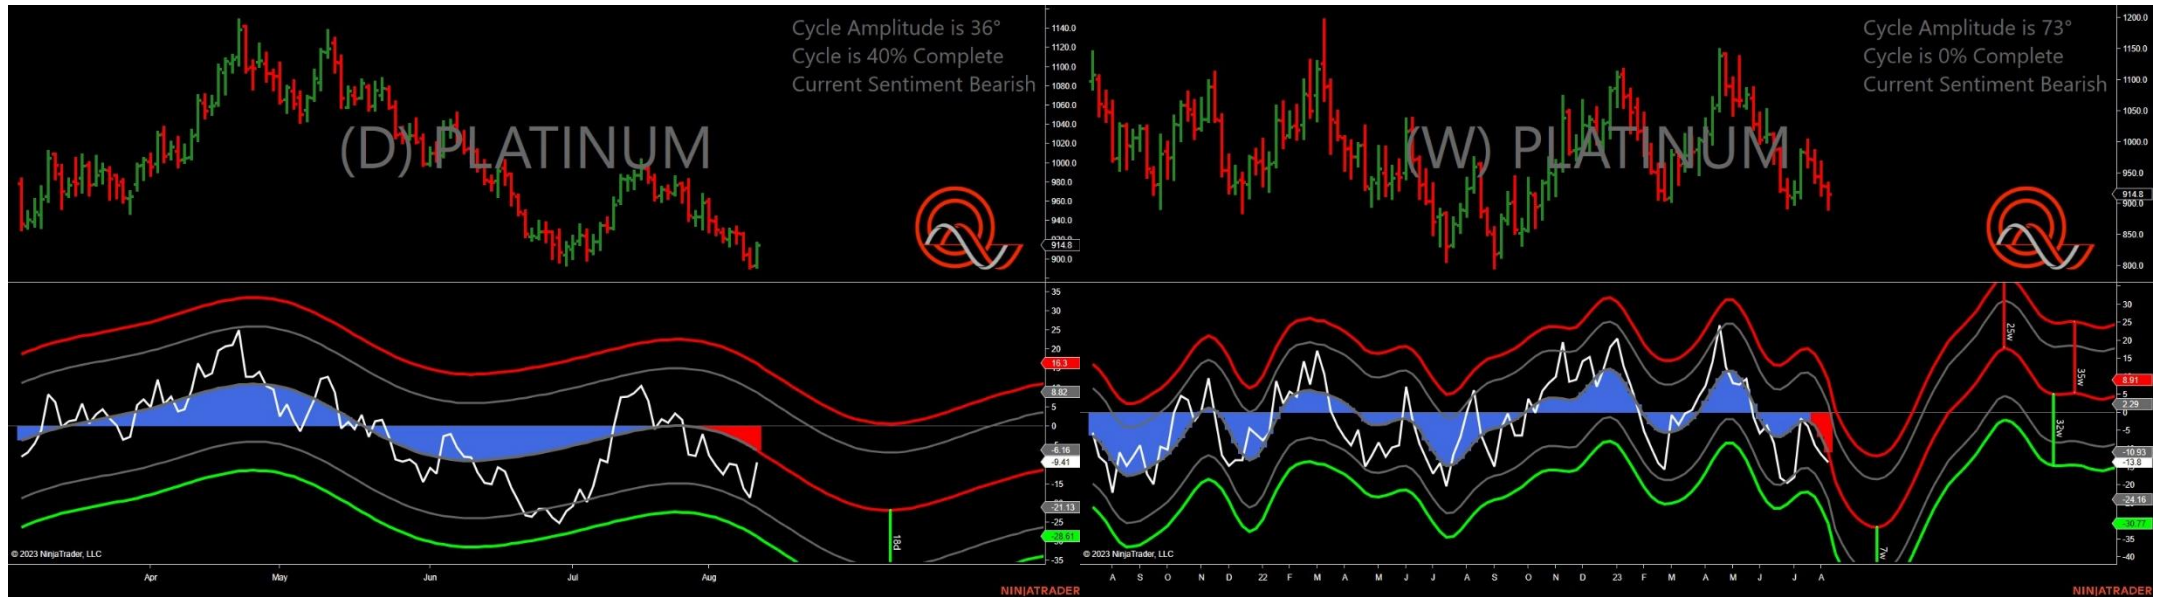 Cycle Amplitude is 36°
Cycle is 40% Complete
Current Sentiment Bearish
(D) PLATINUM
1140.0
1120.0
1100.0
1080.0
1060.0
1040.0
1020.0
1000.0
980.0
960.0
940.0
914.8
900.0
35
30
25
20
16.3
8.82
5
0
-6.16
-9.41
-15
-21.13
-25
-28.61
-35
18d
© 2023 NinjaTrader, LLC
Apr May Jun Jul Aug
NINJATRADER
Cycle Amplitude is 73°
Cycle is 0% Complete
Current Sentiment Bearish
(W) PLATINUM
1200.0
1150.0
1100.0
1050.0
1000.0
950.0
914.8
900.0
850.0
800.0
30
25
20
15
8.91
5
2.29
0
-5
-10.93
-13.8
-20
-24.16
-30.77
-35
-40
25w
35w
32w
7w
© 2023 NinjaTrader, LLC
A S O N D 22 F M A M J J A S O N D 23 F M A M J J A
NINJATRADER